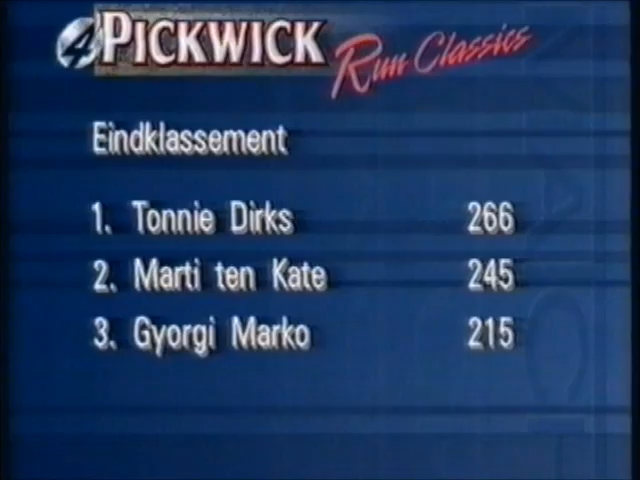 4 PICKWICK Run Classics
Eindklassement
1. Tonnie Dirks 266
2. Marti ten Kate 245
3. Gyorgi Marko 215